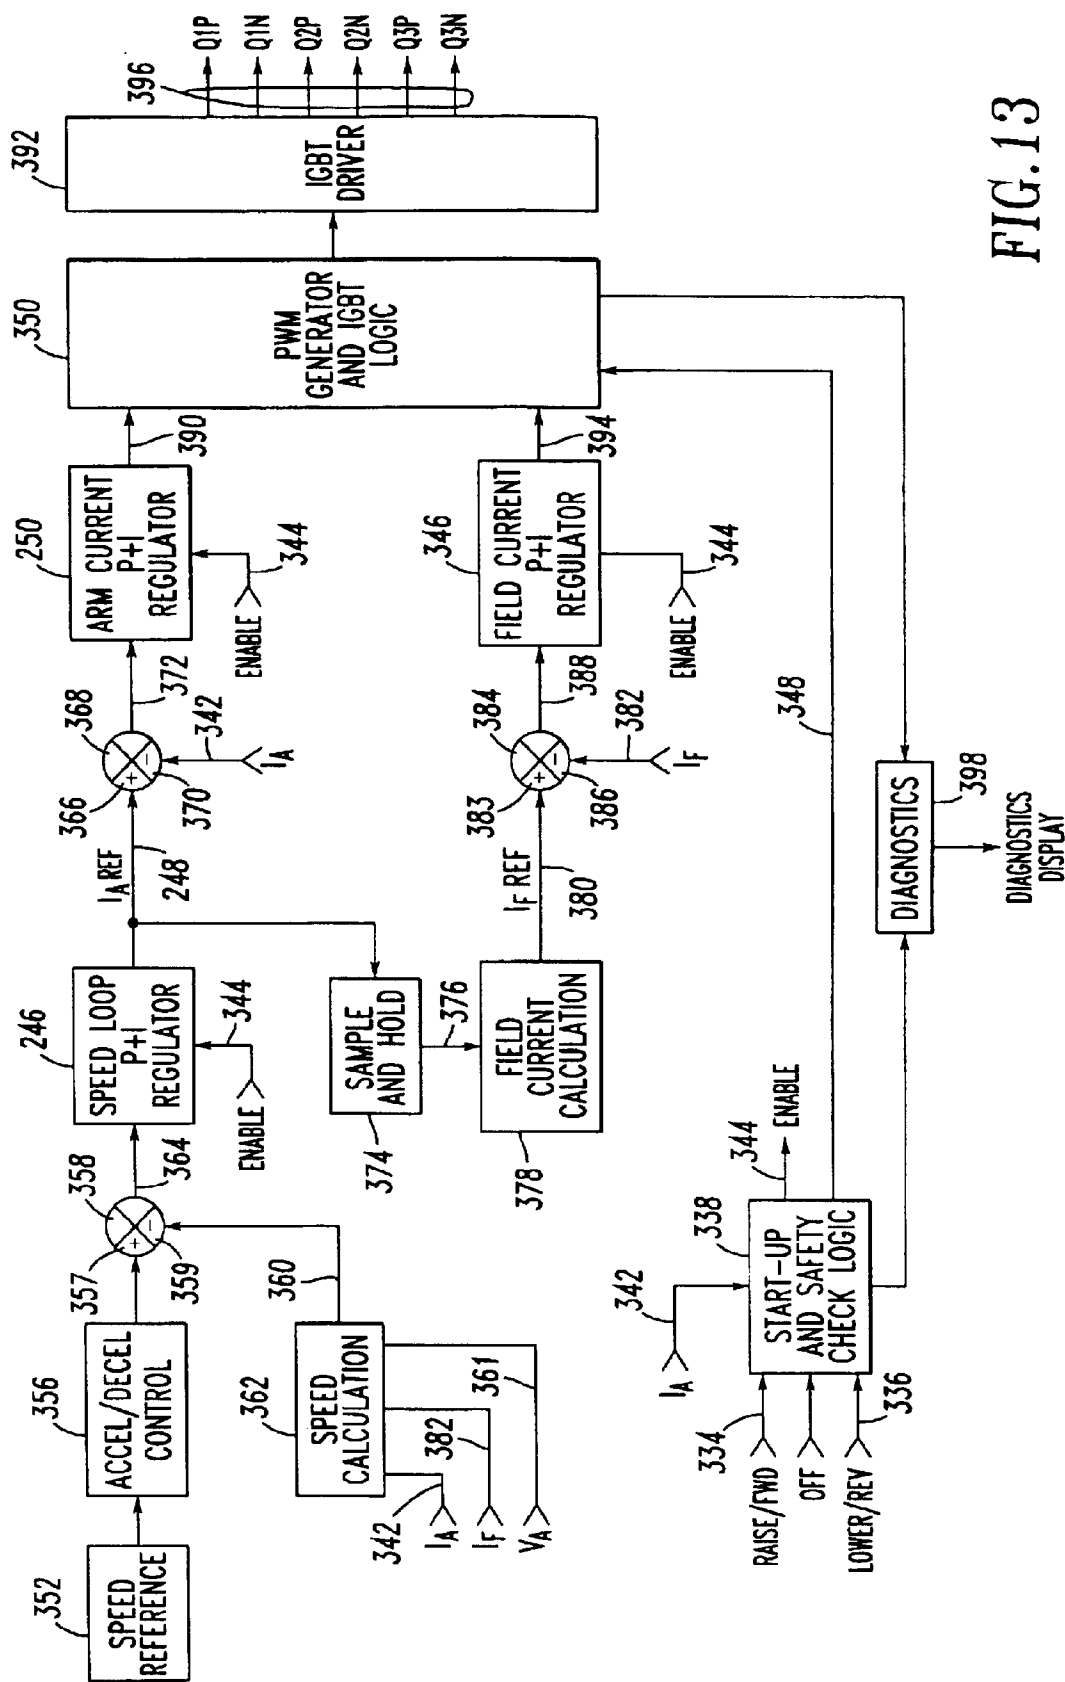 352
SPEED
REFERENCE
356
ACCEL/DECEL
CONTROL
357
+
358
-
359
364
246
SPEED LOOP
P+I
REGULATOR
344
ENABLE
362
SPEED
CALCULATION
360
342
IA
382
IF
361
VA
IA REF
248
366
+
368
-
370
372
342
IA
250
ARM CURRENT
P+I
REGULATOR
344
ENABLE
390
374
SAMPLE
AND HOLD
376
378
FIELD
CURRENT
CALCULATION
IF REF
380
383
+
384
-
386
388
382
IF
346
FIELD CURRENT
P+I
REGULATOR
344
ENABLE
394
350
PWM
GENERATOR
AND IGBT
LOGIC
392
IGBT
DRIVER
396
Q1P
Q1N
Q2P
Q2N
Q3P
Q3N
342
IA
338
344
ENABLE
START-UP
AND SAFETY
CHECK LOGIC
334
RAISE/FWD
OFF
LOWER/REV
336
348
DIAGNOSTICS
398
DIAGNOSTICS
DISPLAY
FIG.13